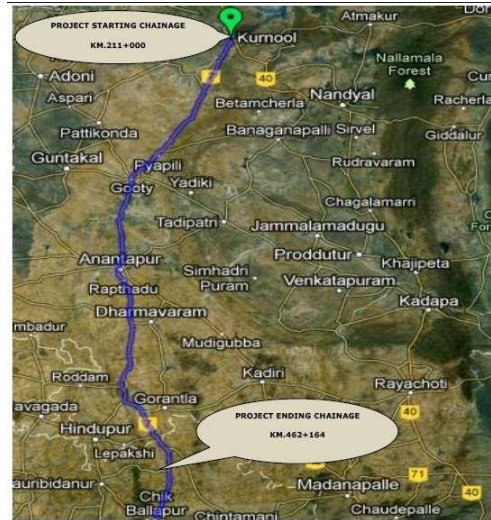 PROJECT STARTING CHAINAGE
KM.211+000
Atmakur
Kurnool
Adoni
40
Nallamala
Forest
Aspari
Nandyal
Betamcherla
Racherla
Pattikonda
Banaganapalli
Sirvel
Giddalur
Guntakal
Pyapili
Rudravaram
Gooty
Yadiki
Chagalamarri
Tadipatri
Jammalamadugu
Anantapur
Simhadri
Puram
Proddutur
Khajipeta
Rapthadu
Venkatapuram
Kadapa
Dharmavaram
mbadur
Mudigubba
Roddam
Kadiri
Rayachoti
avagada
Gorantla
PROJECT ENDING CHAINAGE
KM.462+164
40
Hindupur
Lepakshi
71
auribidanur
Madanapalle
40
Chik
Ballapur
Chintamani
Chaudepalle